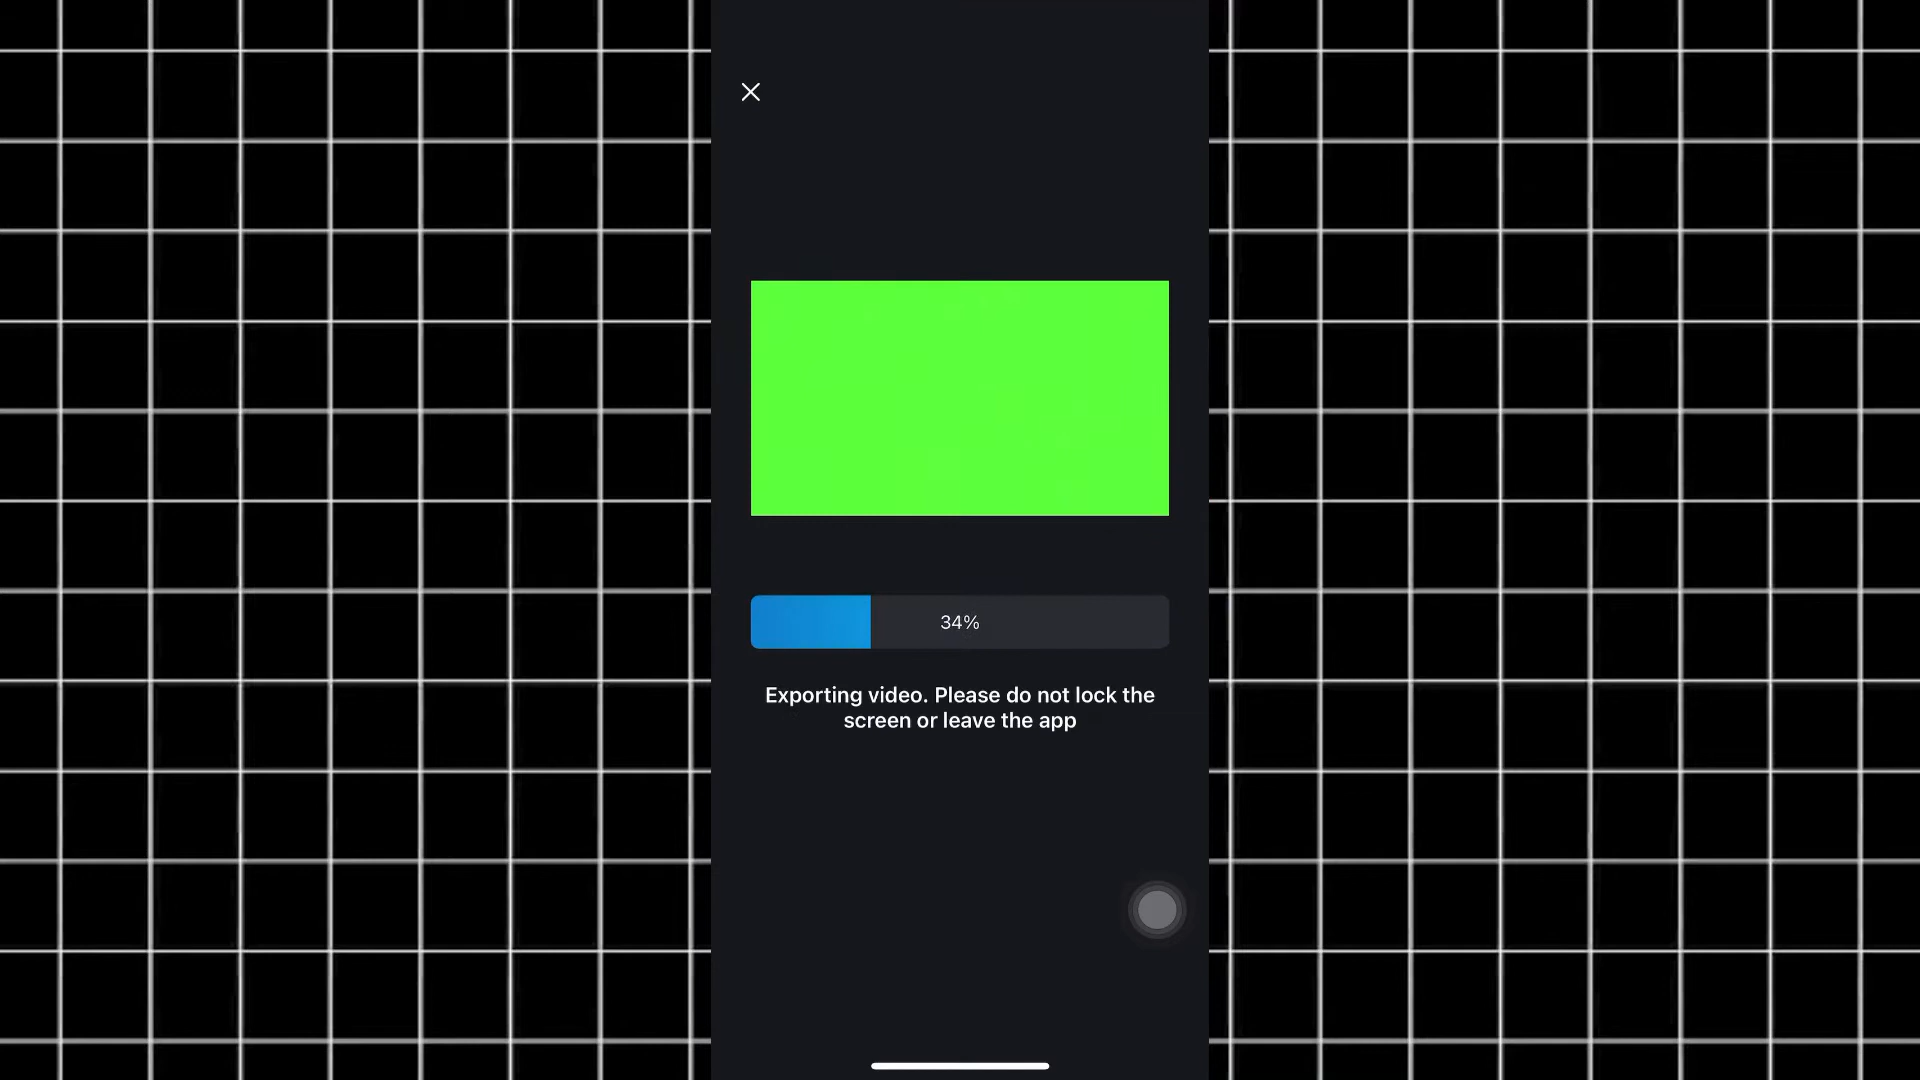 34%
Exporting video. Please do not lock the
screen or leave the app